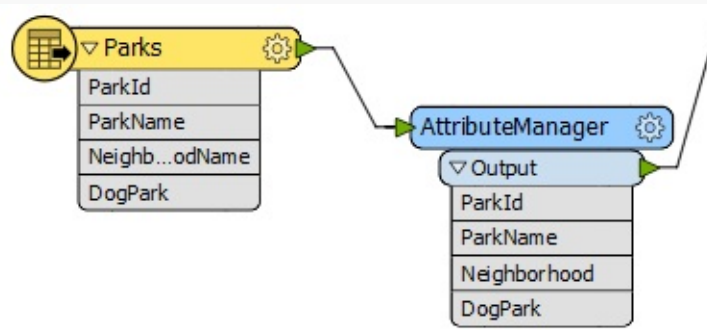 Parks
ParkId
ParkName
Neighb...odName
DogPark
AttributeManager
Output
ParkId
ParkName
Neighborhood
DogPark